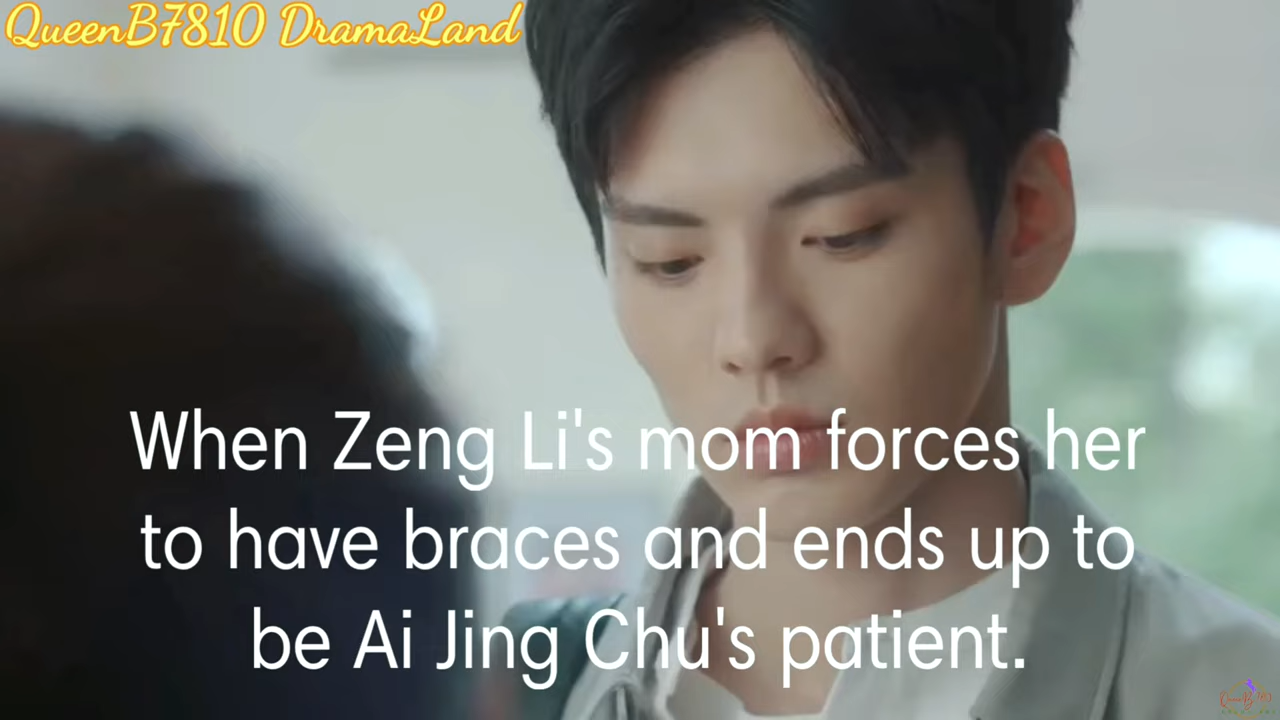 QueenB7810 DramaLand
When Zeng Li's mom forces her
to have braces and ends up to
be Ai Jing Chu's patient.